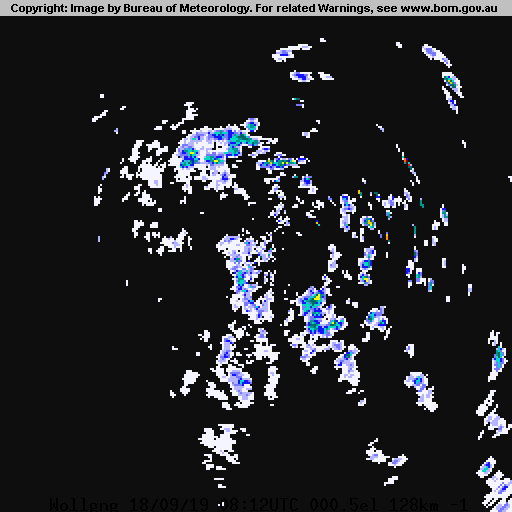 Copyright: Image by Bureau of Meteorology. For related Warnings, see www.bom.gov.au
Wollgng 18/09/19 08:12UTC 000.5el 128km -1